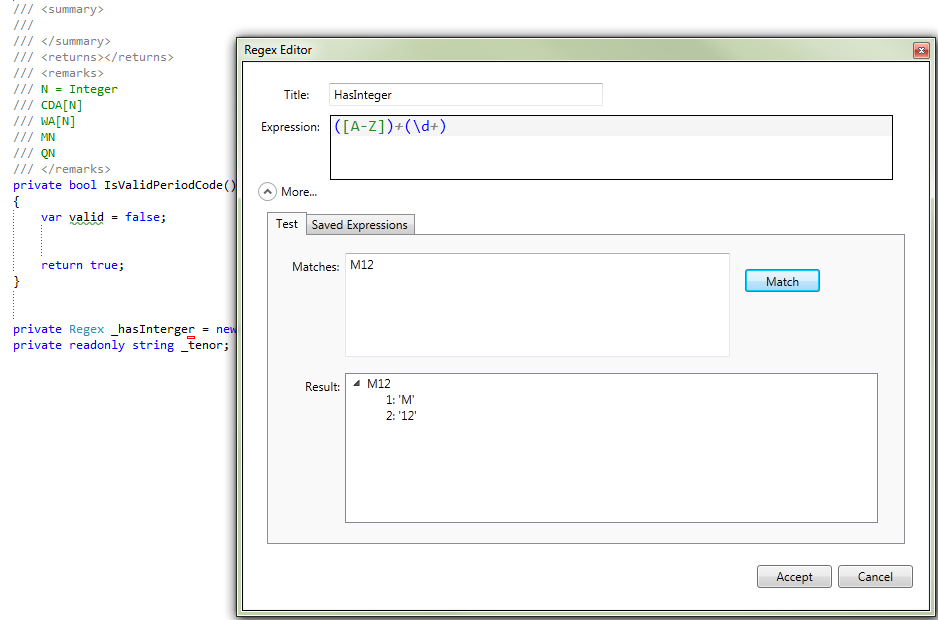 /// <summary>
///
/// </summary>
/// <returns></returns>
/// <remarks>
/// N = Integer
/// CDA[N]
/// WA[N]
/// MN
/// QN
/// </remarks>
private bool IsValidPeriodCode()
{
var valid = false;
return true;
}
private Regex _hasInterger = new
private readonly string _tenor;
Regex Editor
Title: HasInteger
Expression: ([A-Z])+(\d+)
More...
Test Saved Expressions
Matches: M12
Match
Result: M12
1: 'M'
2: '12'
Accept Cancel